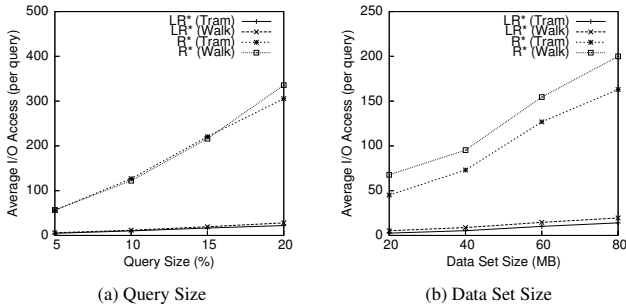 500
400
300
200
100
0
5
10
15
20
Average I/O Access (per query)
Query Size (%)
LR* (Tram)
LR* (Walk)
R* (Tram)
R* (Walk)
(a) Query Size
250
200
150
100
50
0
20
40
60
80
Average I/O Access (per query)
Data Set Size (MB)
LR* (Tram)
LR* (Walk)
R* (Tram)
R* (Walk)
(b) Data Set Size